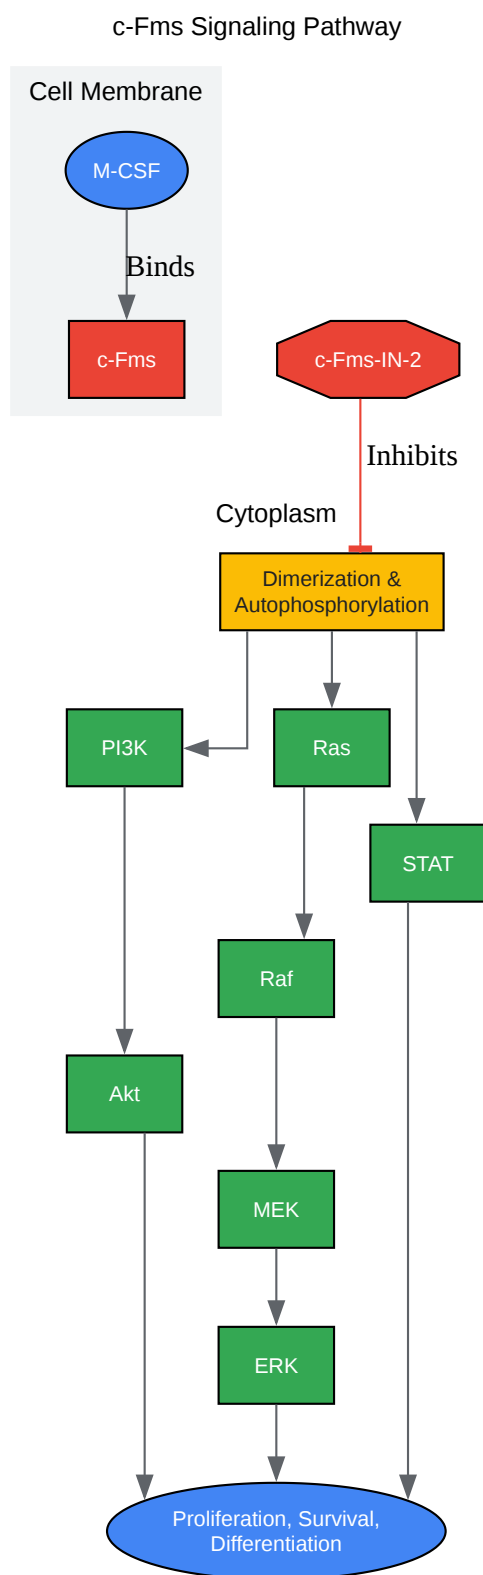 c-Fms Signaling Pathway
Cell Membrane
M-CSF
Binds
c-Fms
c-Fms-IN-2
Inhibits
Cytoplasm
Dimerization &
Autophosphorylation
PI3K
Ras
STAT
Raf
Akt
MEK
ERK
Proliferation, Survival,
Differentiation